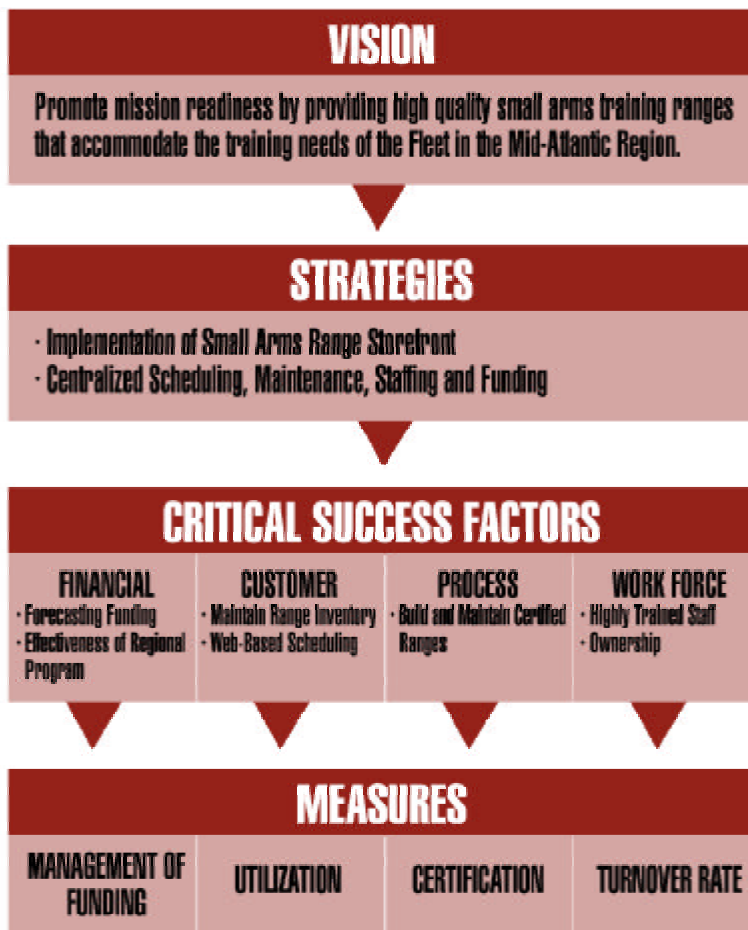 VISION
Promote mission readiness by providing high quality small arms training ranges
that accommodate the training needs of the Fleet in the Mid-Atlantic Region.
STRATEGIES
· Implementation of Small Arms Range Storefront
· Centralized Scheduling, Maintenance, Staffing and Funding
CRITICAL SUCCESS FACTORS
FINANCIAL
· Forecasting Funding
· Effectiveness of Regional
Program
CUSTOMER
· Maintain Range Inventory
· Web-Based Scheduling
PROCESS
· Build and Maintain Certified
Ranges
WORK FORCE
· Highly Trained Staff
· Ownership
MEASURES
MANAGEMENT OF
FUNDING
UTILIZATION
CERTIFICATION
TURNOVER RATE